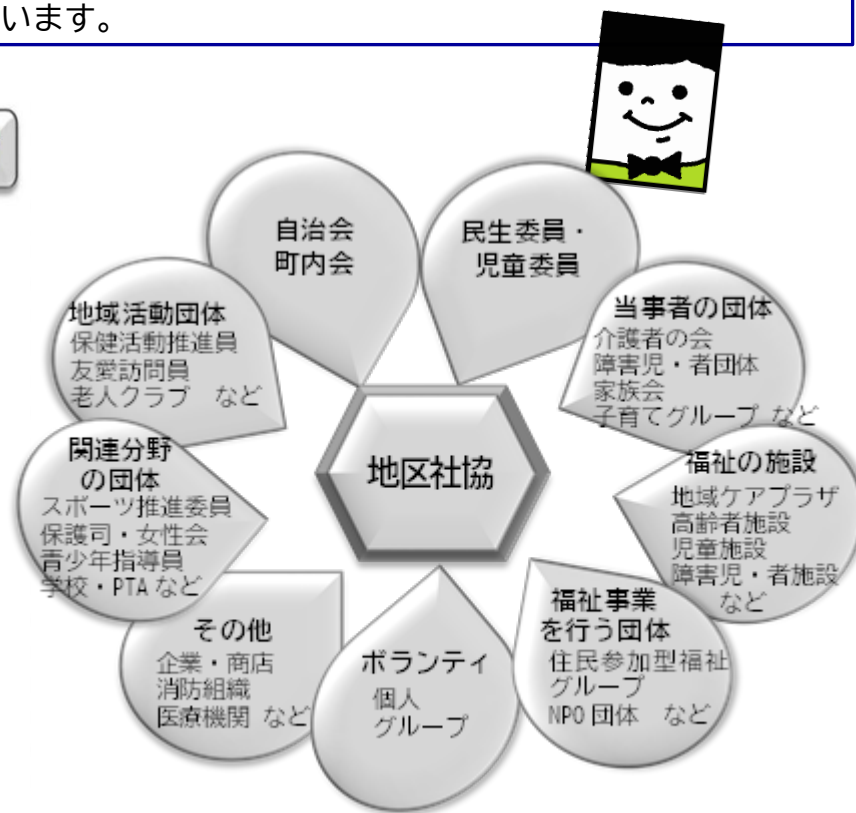 います。
自治会
町内会
民生委員・
児童委員
当事者の団体
介護者の会
障害児・者団体
家族会
子育てグループ など
福祉の施設
地域ケアプラザ
高齢者施設
児童施設
障害児・者施設
など
福祉事業
を行う団体
住民参加型福祉
グループ
NPO団体 など
ボランティ
個人
グループ
その他
企業・商店
消防組織
医療機関 など
関連分野
の団体
スポーツ推進委員
保護司・女性会
青少年指導員
学校・PTA など
地域活動団体
保健活動推進員
友愛訪問員
老人クラブ など
地区社協